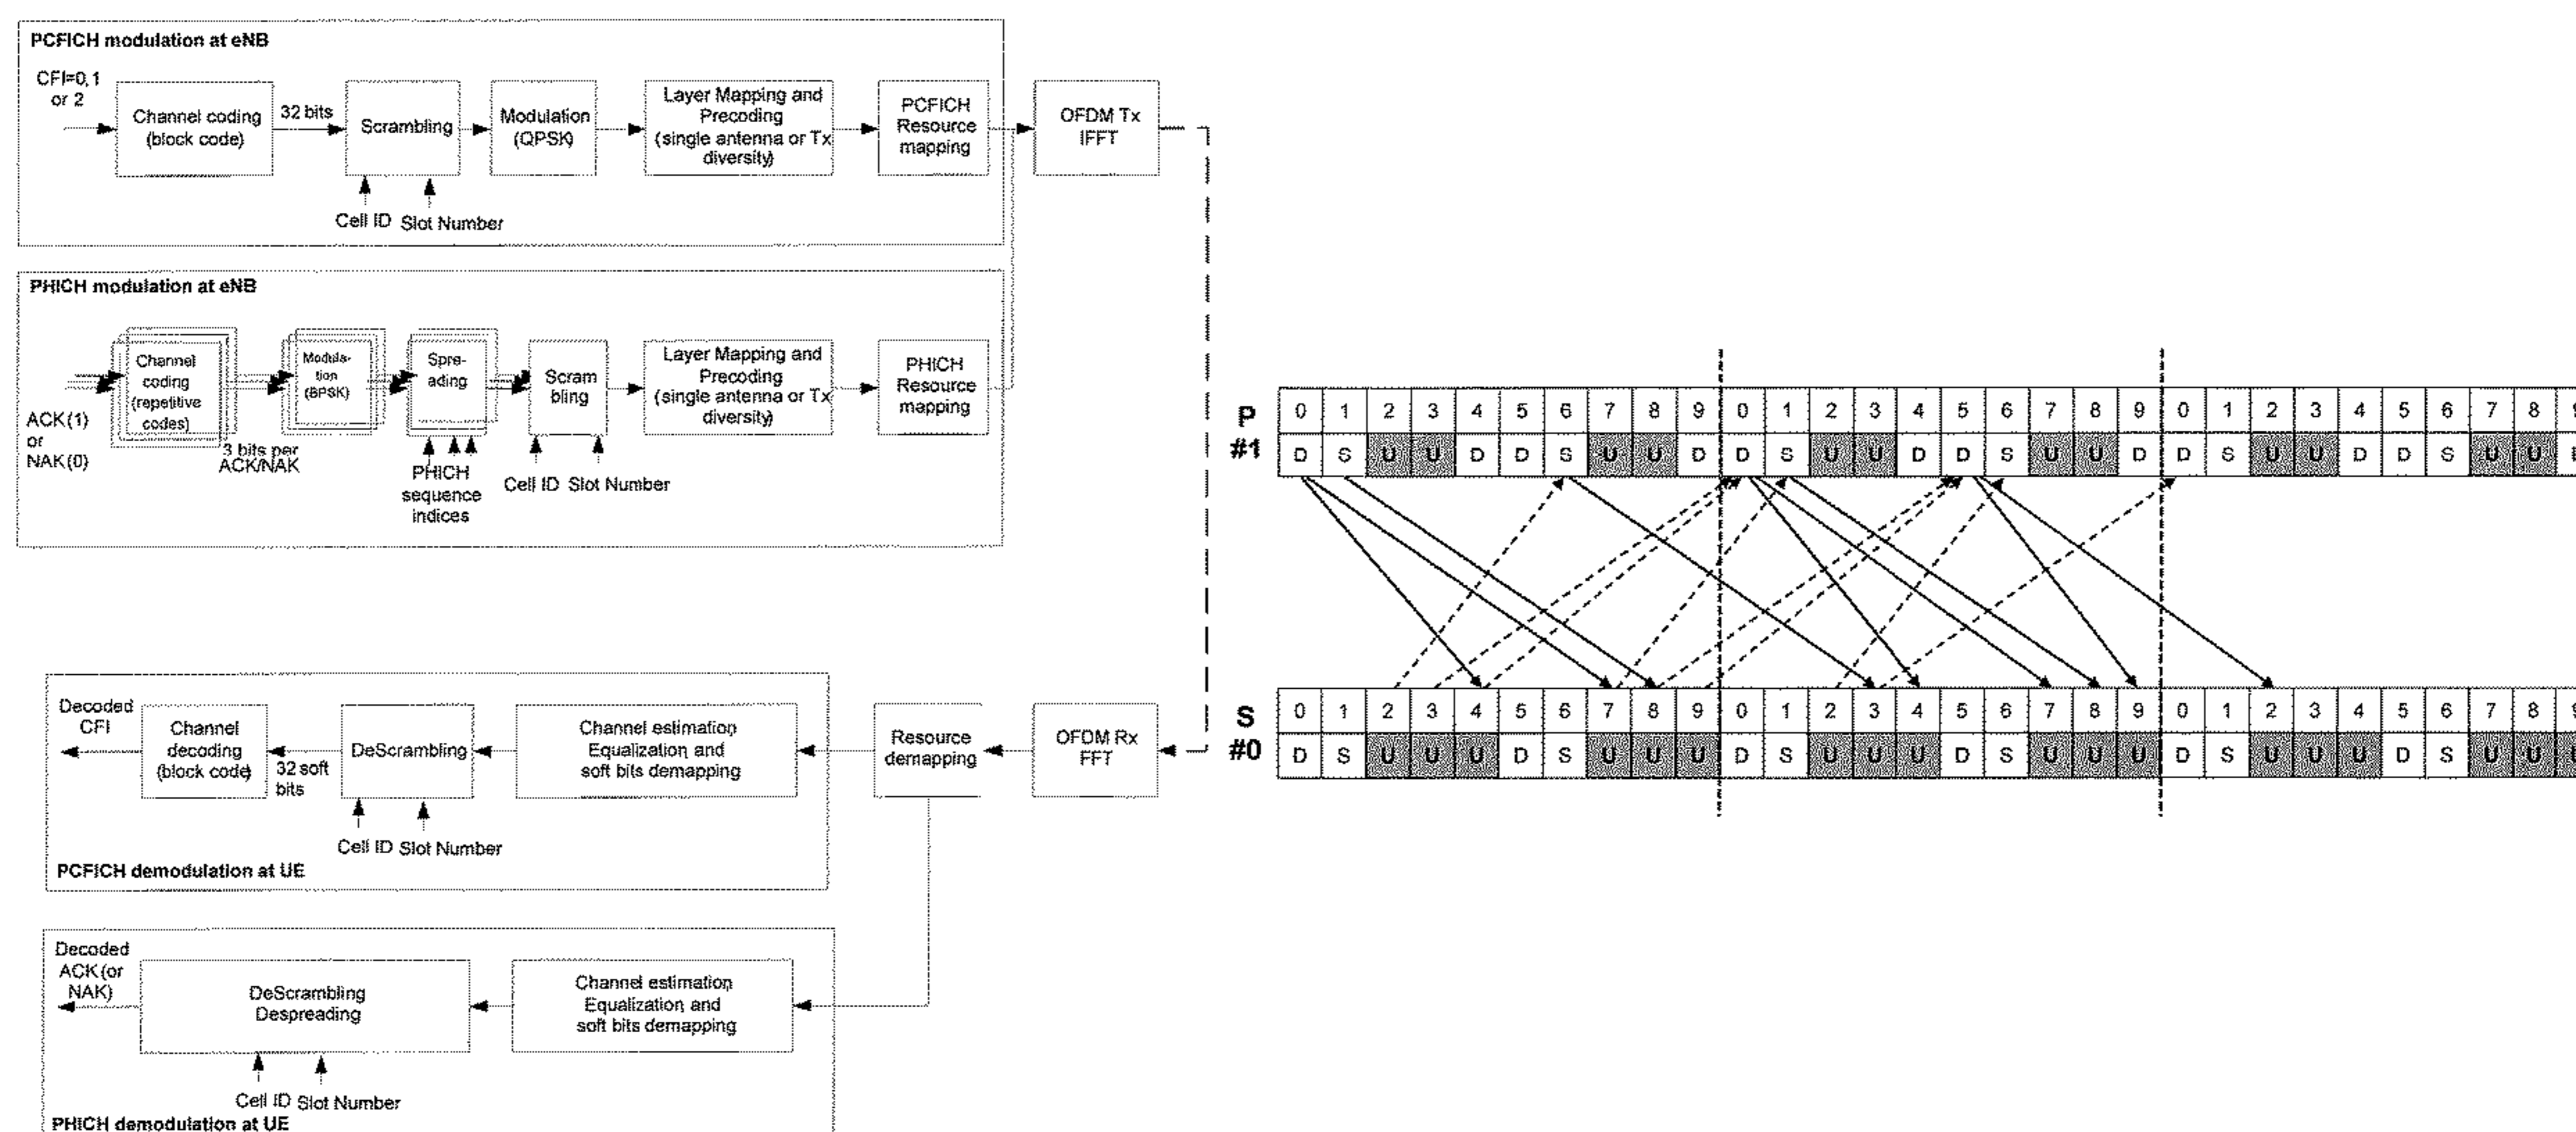 PCFICH modulation at eNB
CFI=0,1
or 2
Channel coding
(block code)
32 bits
Scrambling
Modulation
(QPSK)
Layer Mapping and
Precoding
(single antenna or Tx
diversity)
PCFICH
Resource
mapping
OFDM Tx
IFFT
Cell ID Slot Number
PHICH modulation at eNB
ACK(1)
or
NAK(0)
Channel
coding
(repetitive
codes)
3 bits per
ACK/NAK
Modula-
tion
(BPSK)
Spre-
ading
PHICH
sequence
indices
Scram
bling
Cell ID Slot Number
Layer Mapping and
Precoding
(single antenna or Tx
diversity)
PHICH
Resource
mapping
Decoded
CFI
Channel
decoding
(block code)
32 soft
bits
DeScrambling
Channel estimation
Equalization and
soft bits demapping
Resource
demapping
OFDM Rx
FFT
Cell ID Slot Number
PCFICH demodulation at UE
Decoded
ACK(or
NAK)
DeScrambling
Despreading
Channel estimation
Equalization and
soft bits demapping
Cell ID Slot Number
PHICH demodulation at UE
P
#1
0 1 2 3 4 5 6 7 8 9 0 1 2 3 4 5 6 7 8 9 0 1 2 3 4 5 6 7 8
D S U U D D S U U D D S U U D D S U U D D S U U D D S U U
S
#0
0 1 2 3 4 5 6 7 8 9 0 1 2 3 4 5 6 7 8 9 0 1 2 3 4 5 6 7 8
D S U U U D S U U U D S U U U D S U U U D S U U U D S U U